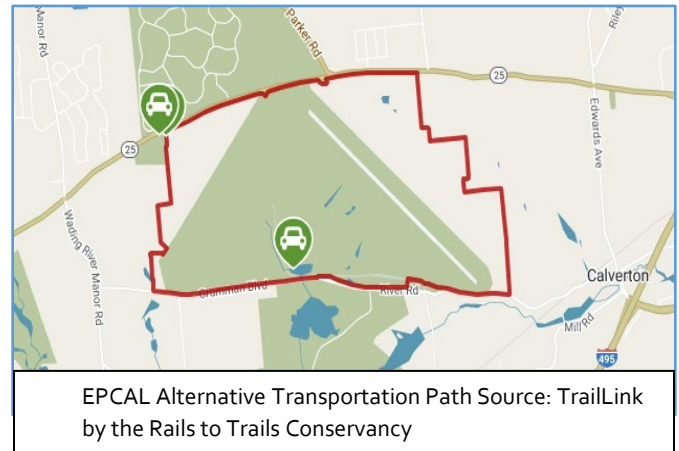 Manor Rd
Parker Rd
Riley
25
25
Edwards Ave
Wading River Manor Rd
Grumman Blvd
River Rd
Calverton
Mill Rd
495
EPCAL Alternative Transportation Path Source: TrailLink
by the Rails to Trails Conservancy